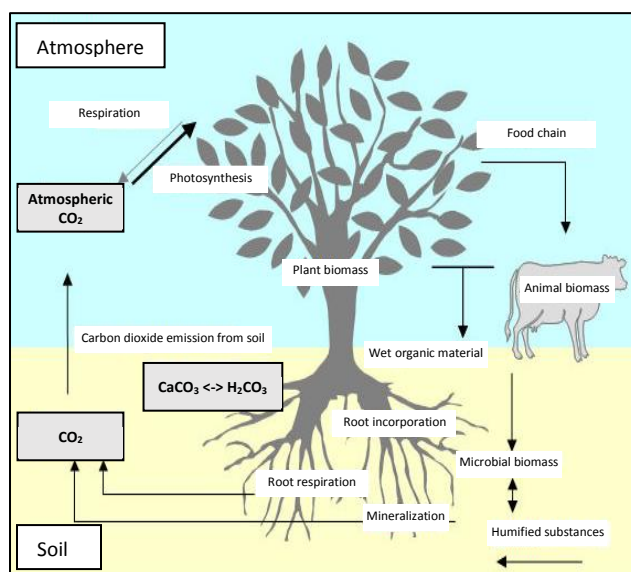 Atmosphere
Respiration
Food chain
Photosynthesis
Atmospheric
CO₂
Plant biomass
Animal biomass
Carbon dioxide emission from soil
Wet organic material
CaCO₃ <-> H₂CO₃
Root incorporation
CO₂
Microbial biomass
Root respiration
Mineralization
Humified substances
Soil